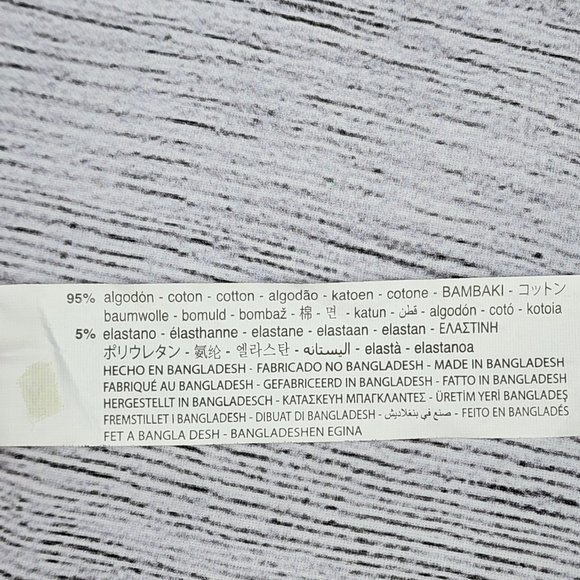 95% algodón - coton - cotton - algodão - katoen - cotone - ΒΑΜΒΑΚΙ - コットン
baumwolle - bomuld - bombaž - 棉 - 면 - katun - قطن - algodón - cotó - kotoia
5% elastano - élasthanne - elastane - elastaan - elastan - ΕΛΑΣΤΙΝΗ
ポリウレタン - 氨纶 - 엘라스탄 - اليستانه - elastà - elastanoa
HECHO EN BANGLADESH - FABRICADO NO BANGLADESH - MADE IN BANGLADESH
FABRIQUÉ AU BANGLADESH - GEFABRICEERD IN BANGLADESH - FATTO IN BANGLADESH
HERGESTELLT IN BANGLADESCH - ΚΑΤΑΣΚΕΥΗ ΜΠΑΓΚΛΑΝΤΕΣ - ÜRETİM YERİ BANGLADEŞ
FREMSTILLET I BANGLADESH - DIBUAT DI BANGLADESH - صنع في بنغلاديش - FEITO EN BANGLADÉS
FET A BANGLA DESH - BANGLADESHEN EGINA